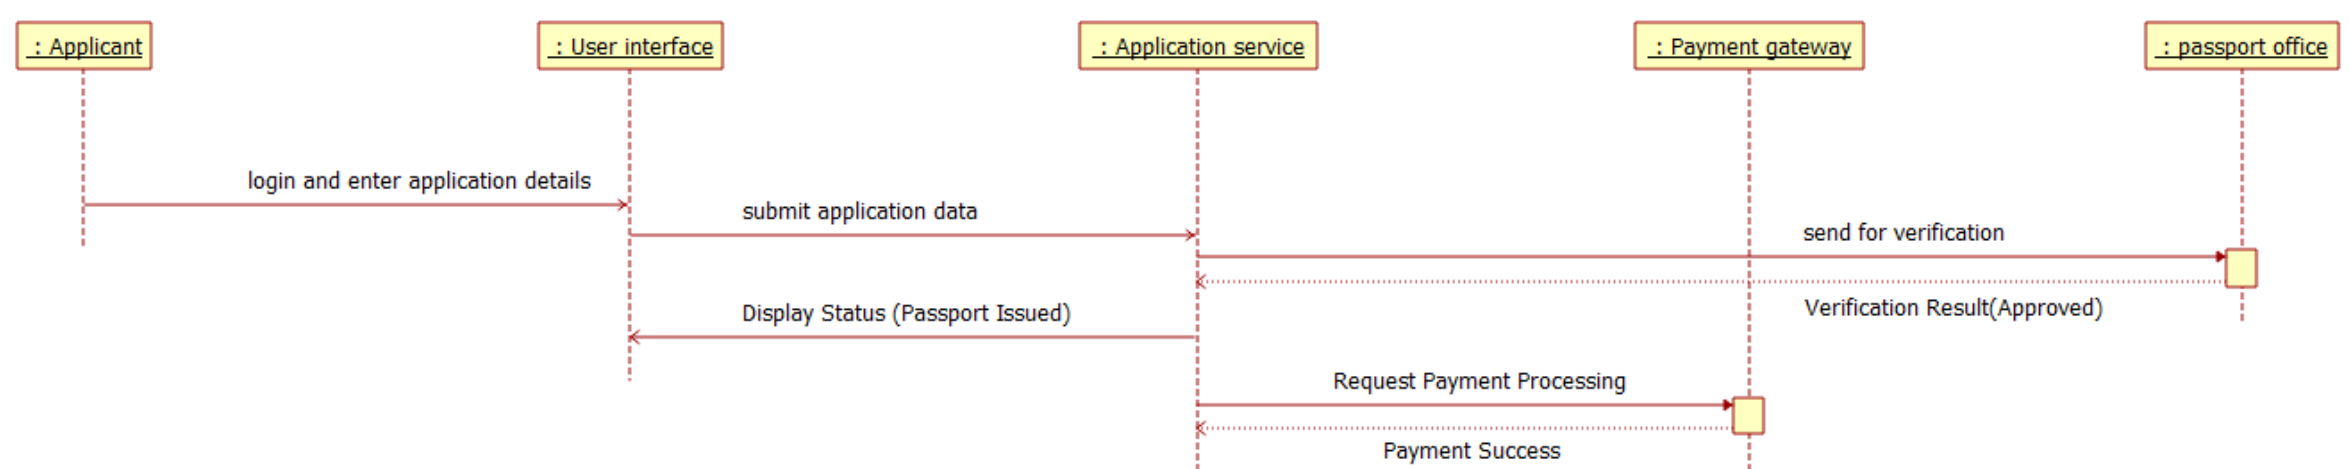 : Applicant
: User interface
: Application service
: Payment gateway
: passport office
login and enter application details
submit application data
send for verification
Verification Result(Approved)
Display Status (Passport Issued)
Request Payment Processing
Payment Success